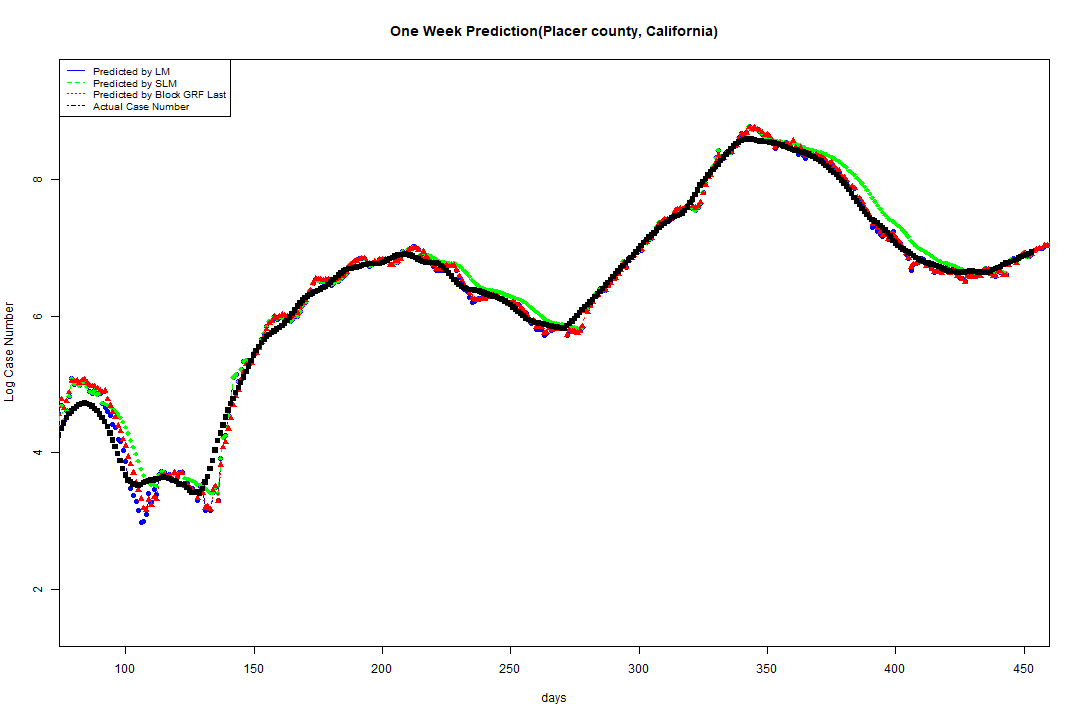 One Week Prediction(Placer county, California)
Predicted by LM
Predicted by SLM
Predicted by Block GRF Last
Actual Case Number
Log Case Number
8
6
4
2
100 150 200 250 300 350 400 450
days